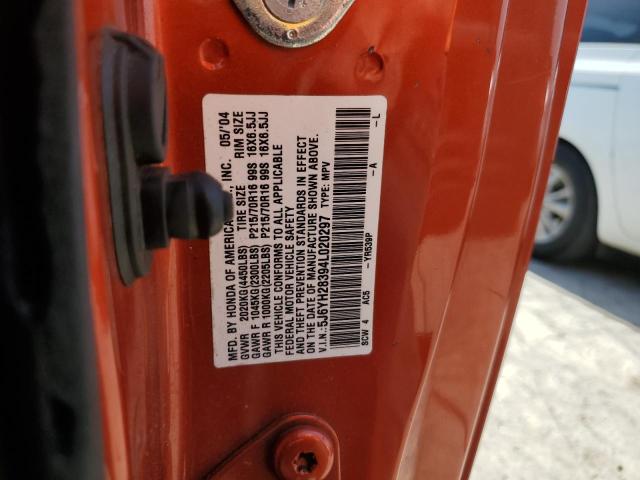 MFD. BY HONDA OF AMERICA INC. 05/'04
GVWR 2020KG(4450LBS) TIRE SIZE RIM SIZE
GAWR F 1045KG(2300LBS) P215/70R16 99S 16X6.5JJ
GAWR R 1000KG(2205LBS) P215/70R16 99S 16X6.5JJ
THIS VEHICLE CONFORMS TO ALL APPLICABLE
FEDERAL MOTOR VEHICLE SAFETY
AND THEFT PREVENTION STANDARDS IN EFFECT
ON THE DATE OF MANUFACTURE SHOWN ABOVE.
V.I.N.:5J6YH28394L020297 TYPE: MPV
SCW 4 AC5 - YR539P - A - L